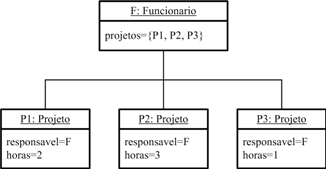 F: Funcionario
projetos={P1, P2, P3}
P1: Projeto
responsavel=F
horas=2
P2: Projeto
responsavel=F
horas=3
P3: Projeto
responsavel=F
horas=1